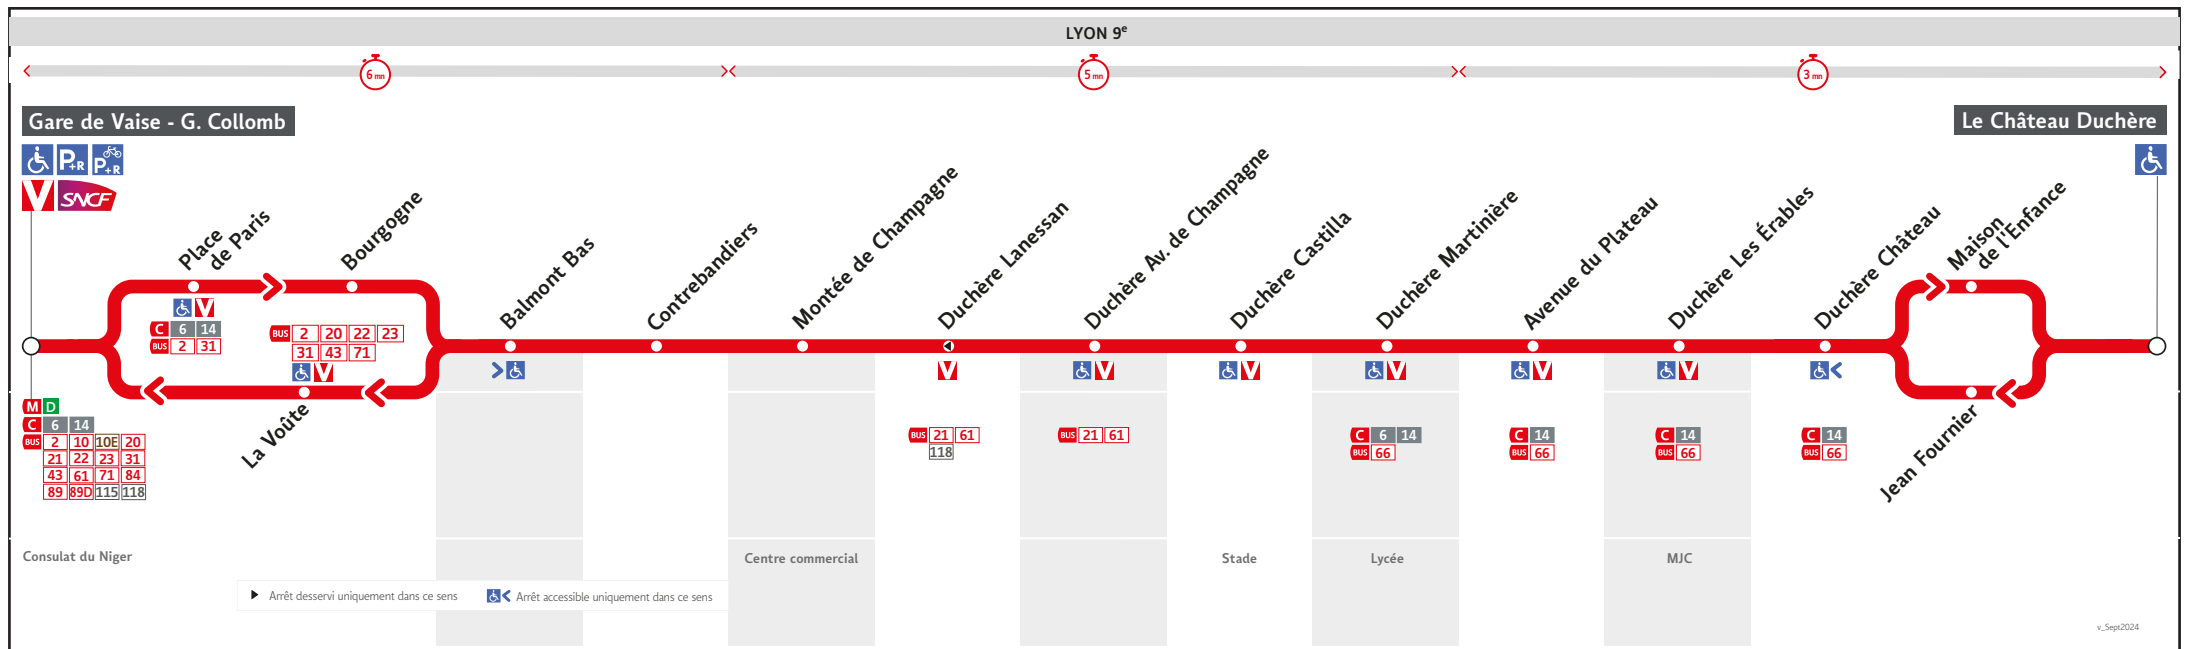 LYON 9e
6 mn
5 mn
3 mn
Gare de Vaise - G. Collomb
Le Château Duchère
P+R
P+R
V
SNCF
Place
de Paris
Bourgogne
Balmont Bas
Contrebandiers
Montée de Champagne
Duchère Lanessan
Duchère Av. de Champagne
Duchère Castilla
Duchère Martinière
Avenue du Plateau
Duchère Les Érables
Duchère Château
Maison
de l'Enfance
La Voûte
Jean Fournier
V
C 6 14
BUS 2 31
BUS 2 20 22 23
31 43 71
V
M D
C 6 14
BUS 2 10 10E 20
21 22 23 31
43 61 71 84
89 89D 115 118
V
BUS 21 61
118
V
BUS 21 61
V
V
C 6 14
BUS 66
V
C 14
BUS 66
V
C 14
BUS 66
C 14
BUS 66
Consulat du Niger
Centre commercial
Stade
Lycée
MJC
Arrêt desservi uniquement dans ce sens
Arrêt accessible uniquement dans ce sens
v_Sept2024